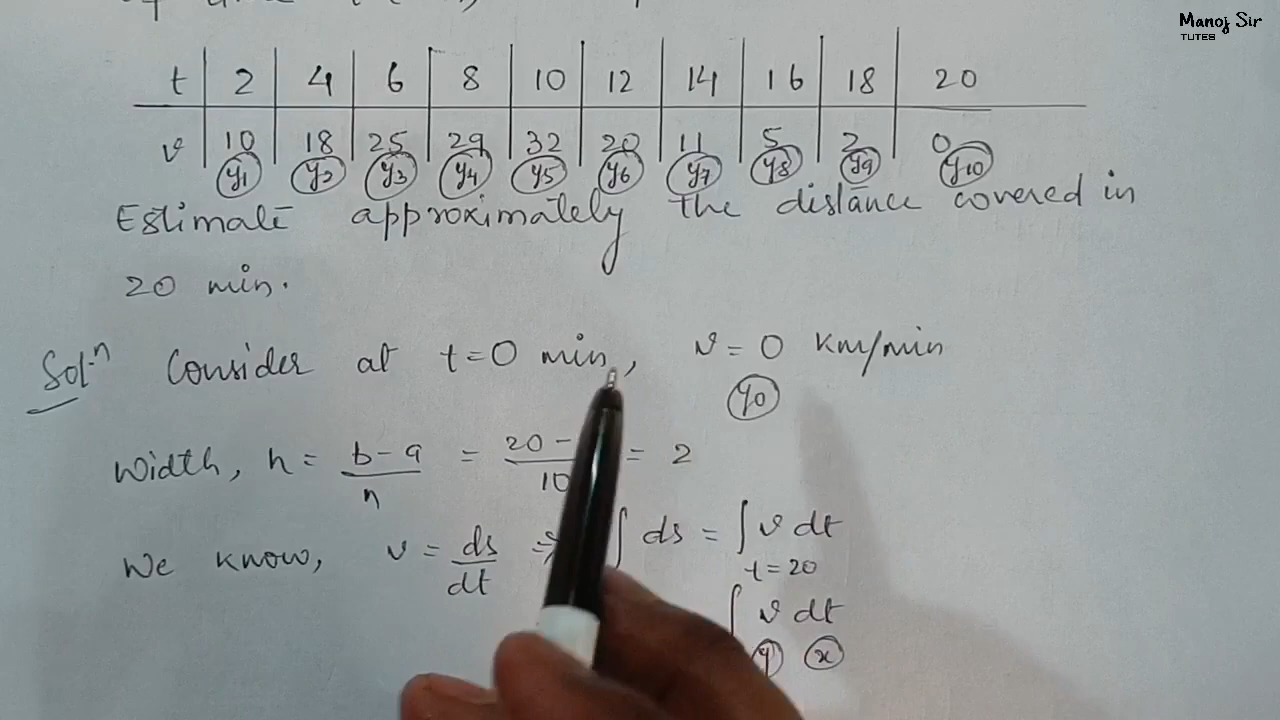 Manoj Sir
TUTES
t 2 4 6 8 10 12 14 16 18 20
v 10 18 25 29 32 20 11 5 2 0
y1 y2 y3 y4 y5 y6 y7 y8 y9 y10
Estimate approximately the distance covered in
20 min.
Sol.n Consider at t=0 min, v = 0 km/min
y0
Width, h = b-a/n = 20- /10 = 2
We know, v = ds/dt ⇒ ∫ ds = ∫ v dt
t=20
∫ v dt
y x